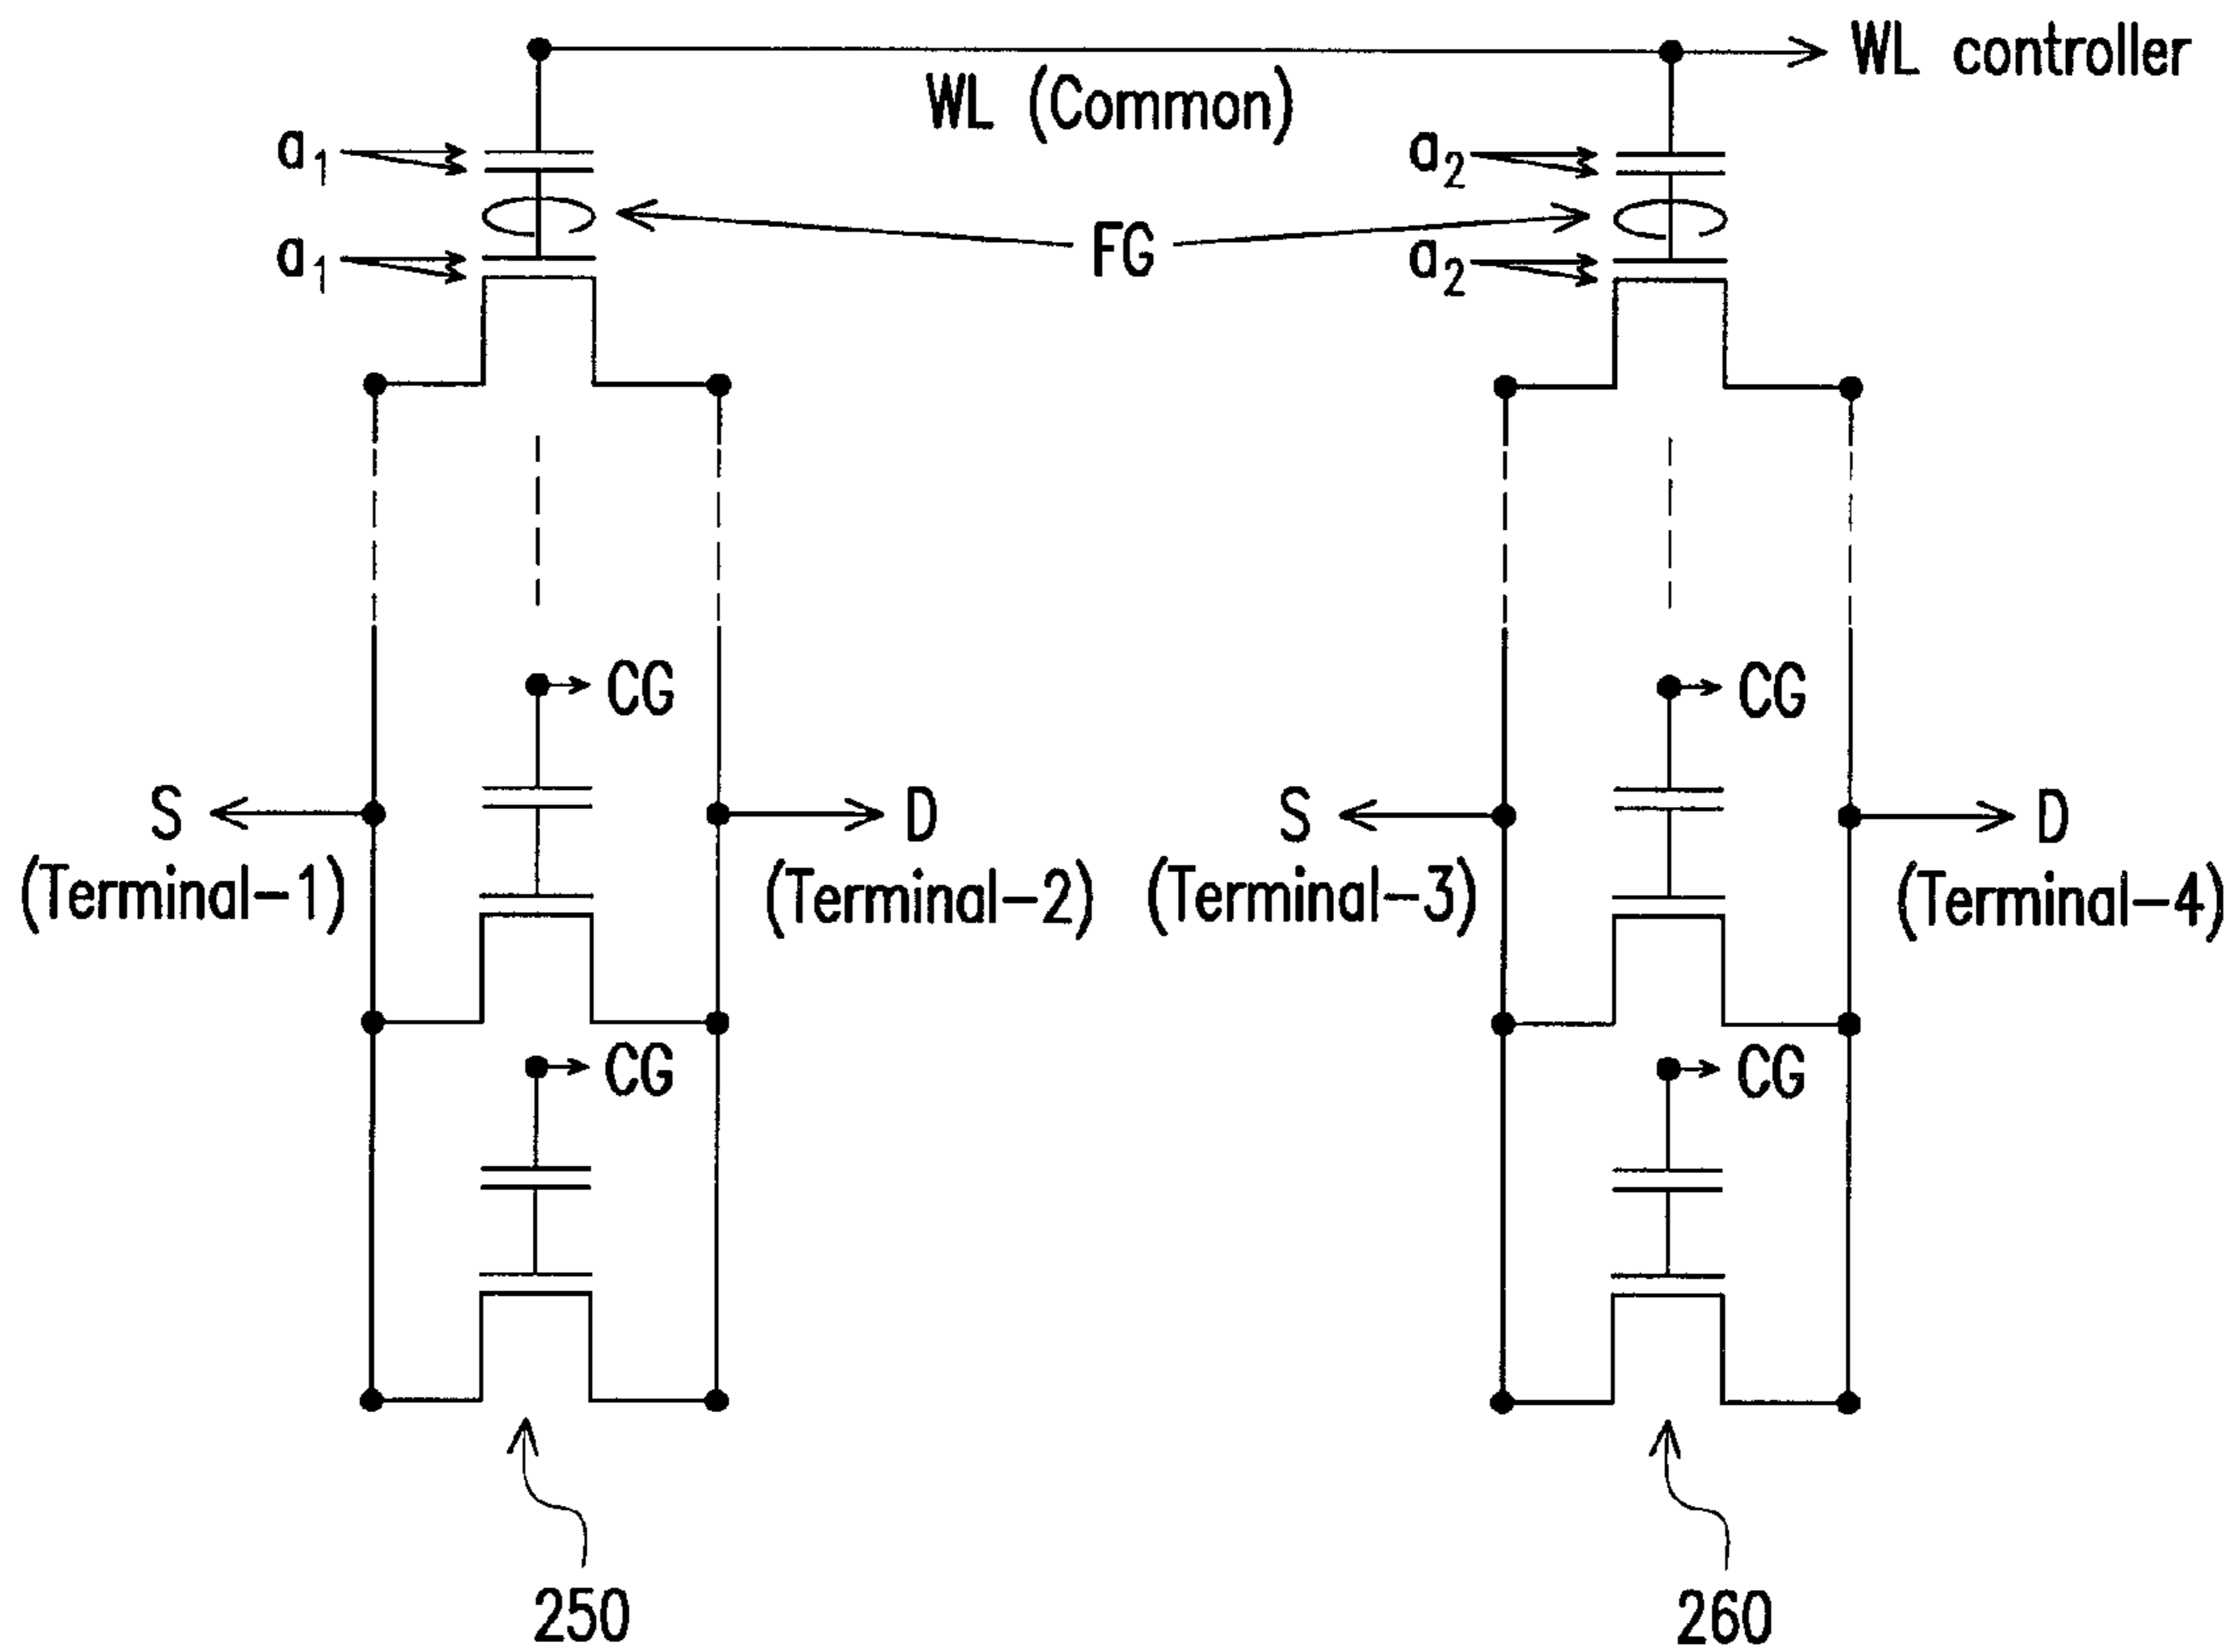 WL controller
WL (Common)
a1
a2
FG
a1
a2
CG
CG
S
D
S
D
(Terminal-1)
(Terminal-2)
(Terminal-3)
(Terminal-4)
CG
CG
250
260